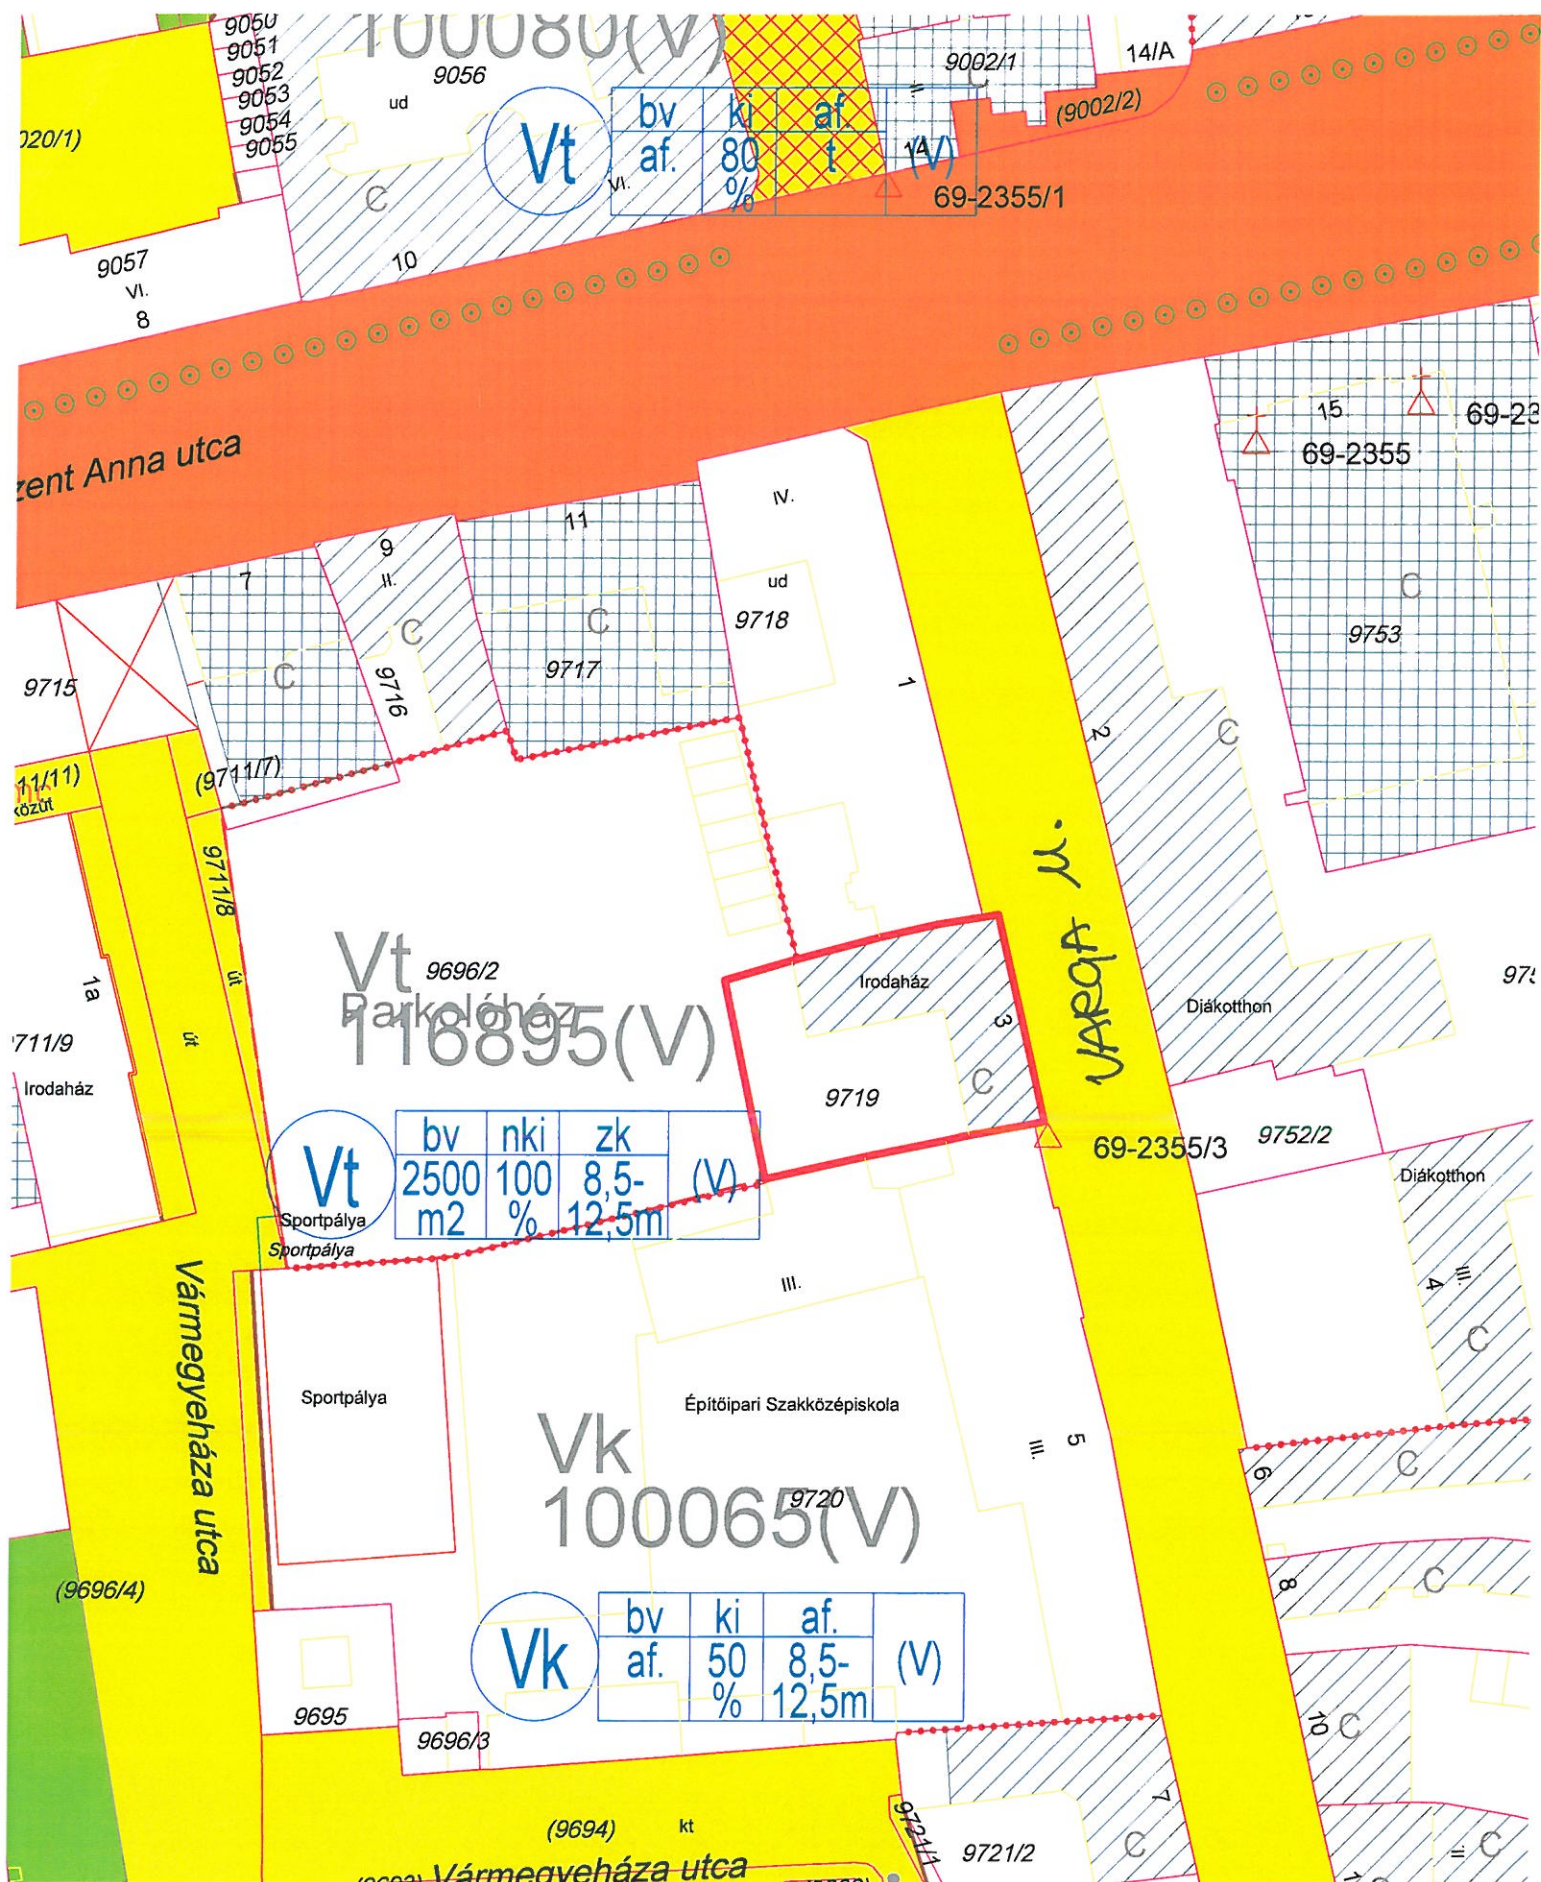 9050
9051
9052
9053
9054
9055
100080(V)
9056
ud
9002/1
C
II.
14/A
(9002/2)
020/1)
Vt
bv ki af.
af. 80 % t (V)
14
VI.
69-2355/1
C
10
9057
VI.
8
zent Anna utca
15
69-2355
69-23
C
9753
IV.
ud
9718
1
11
C
9717
9
II.
C
9716
7
C
9715
(9711/7)
11/11)
közút
9711/8
út
út
1a
711/9
Irodaház
2
C
VARGA U.
Vt
9696/2
Parkolóház
116895(V)
Irodaház
3
C
9719
Diákotthon
975
69-2355/3
9752/2
Diákotthon
4
III.
C
Vt
bv nki zk
2500 m2 100 % 8,5-12,5m (V)
Sportpálya
Sportpálya
Vármegyeháza utca
Sportpálya
III.
Építőipari Szakközépiskola
III.
5
Vk
9720
100065(V)
6
C
8
C
(9696/4)
Vk
bv ki af.
af. 50 % 8,5-12,5m (V)
9695
9696/3
10
C
7
C
9721/1
9721/2
(9694)
kt
Vármegyeháza utca
C